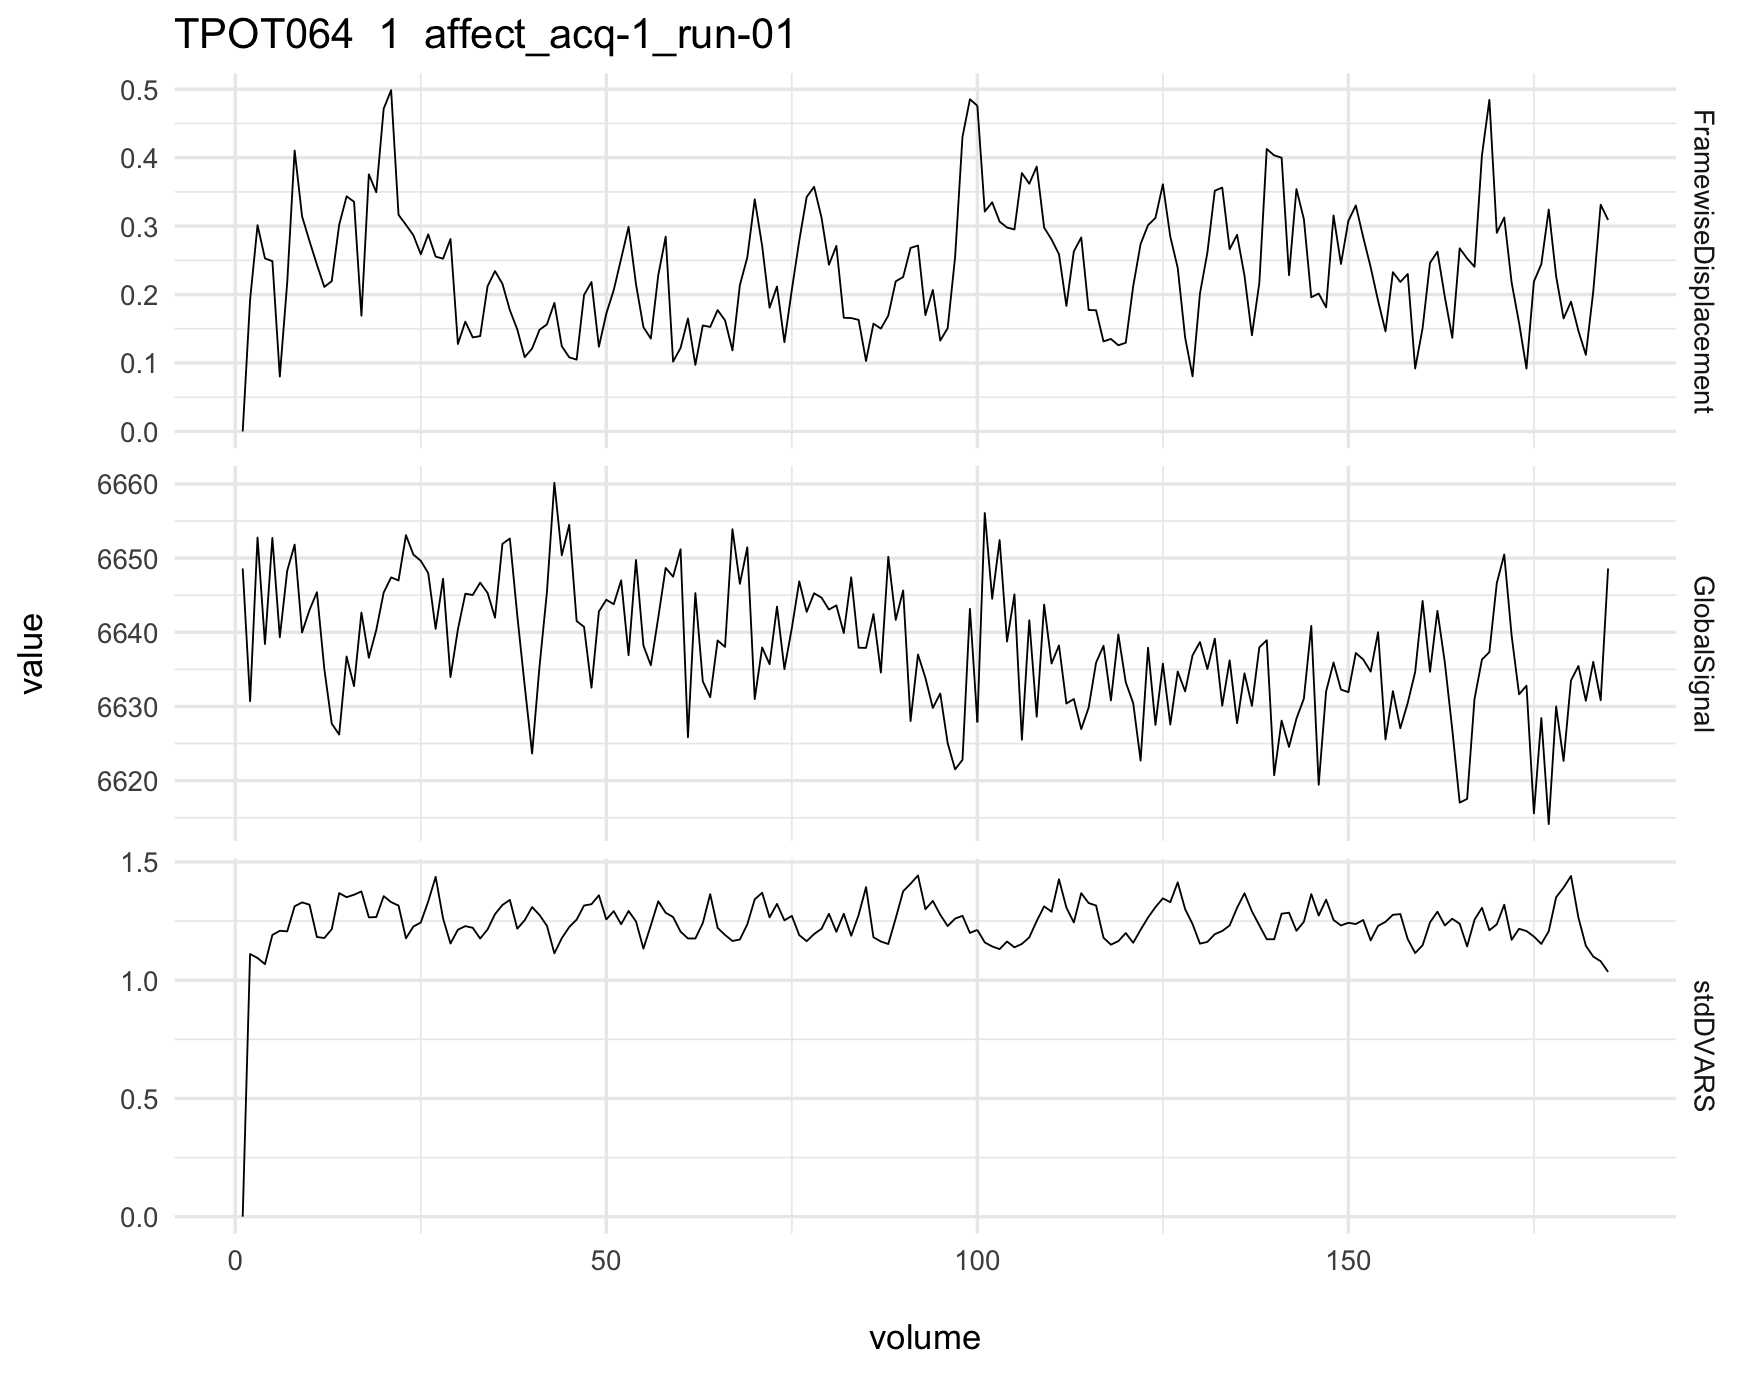 TPOT064 1 affect_acq-1_run-01
0.5
0.4
0.3
0.2
0.1
0.0
FramewiseDisplacement
6660
6650
6640
6630
6620
GlobalSignal
value
1.5
1.0
0.5
0.0
stdDVARS
0 50 100 150
volume